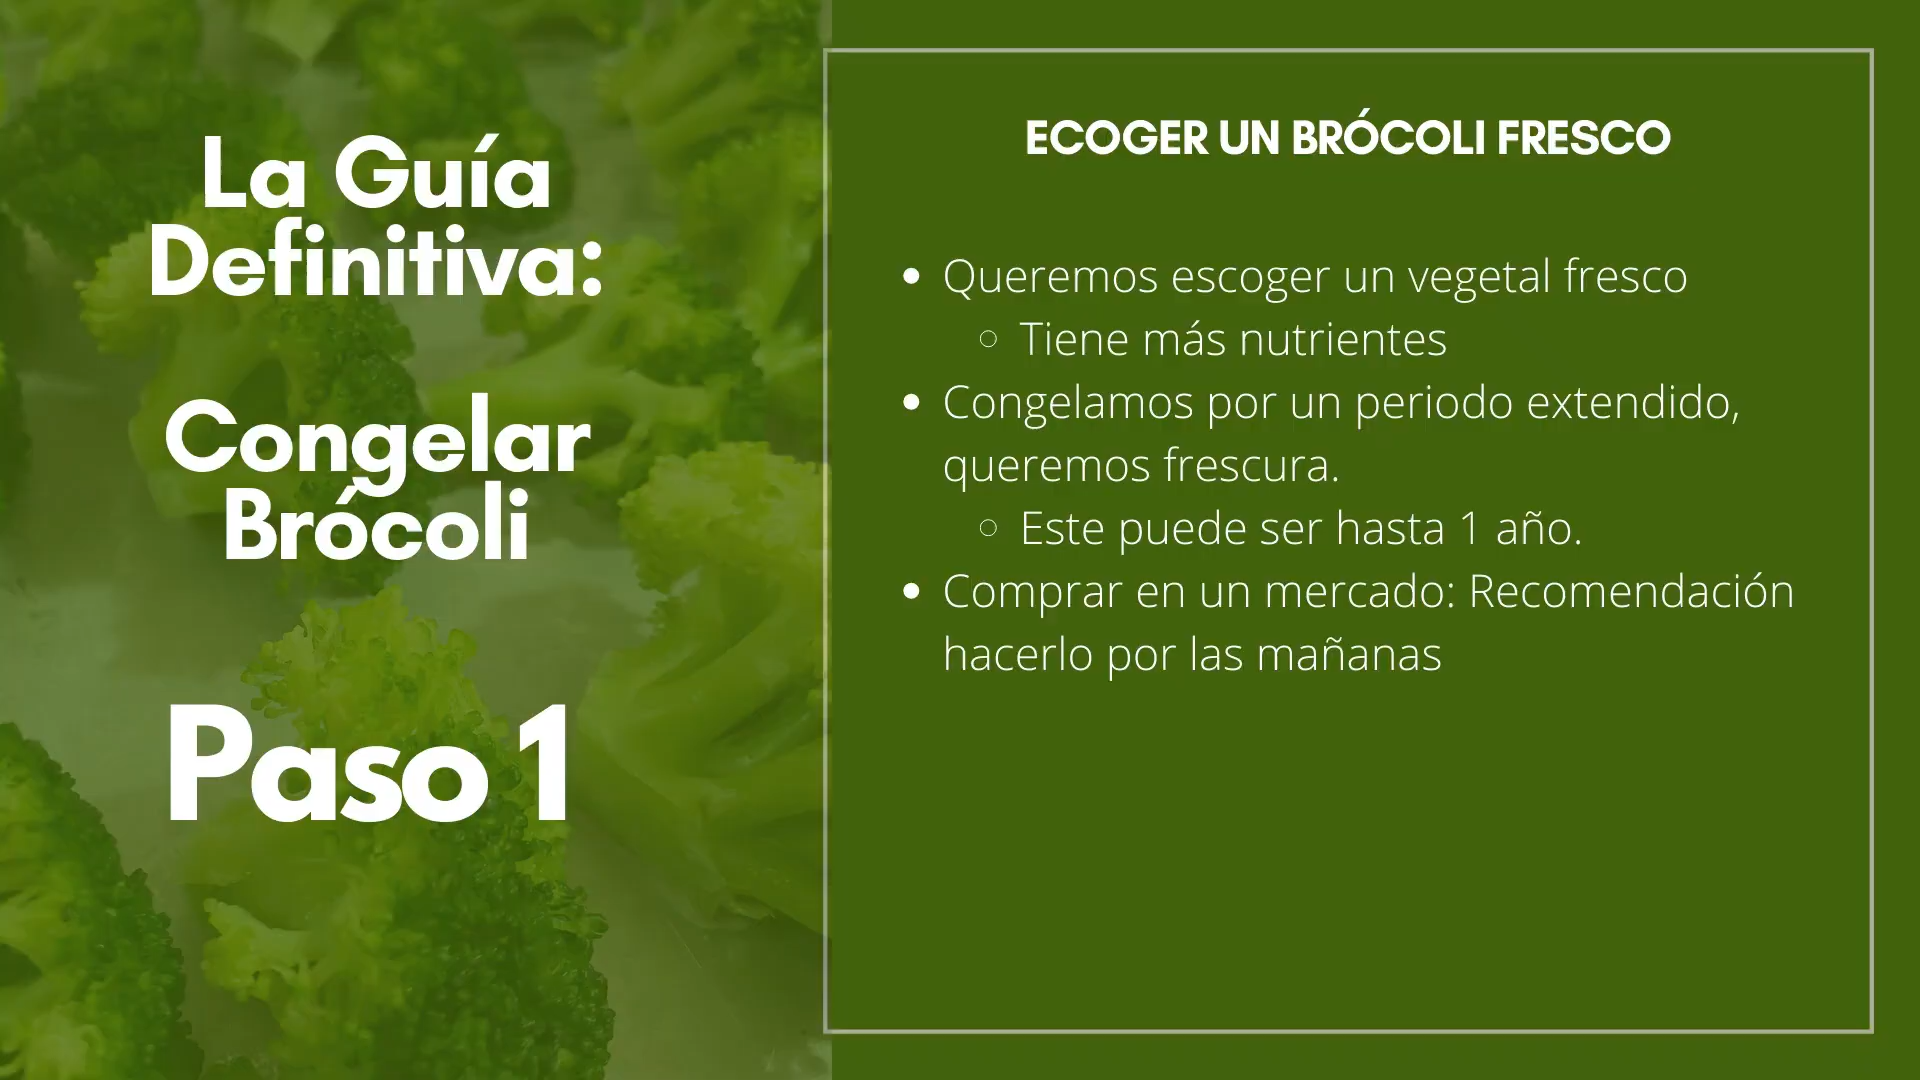 La Guía
Definitiva:
Congelar
Brócoli
Paso 1
ECOGER UN BRÓCOLI FRESCO
• Queremos escoger un vegetal fresco
○ Tiene más nutrientes
• Congelamos por un periodo extendido,
queremos frescura.
○ Este puede ser hasta 1 año.
• Comprar en un mercado: Recomendación
hacerlo por las mañanas